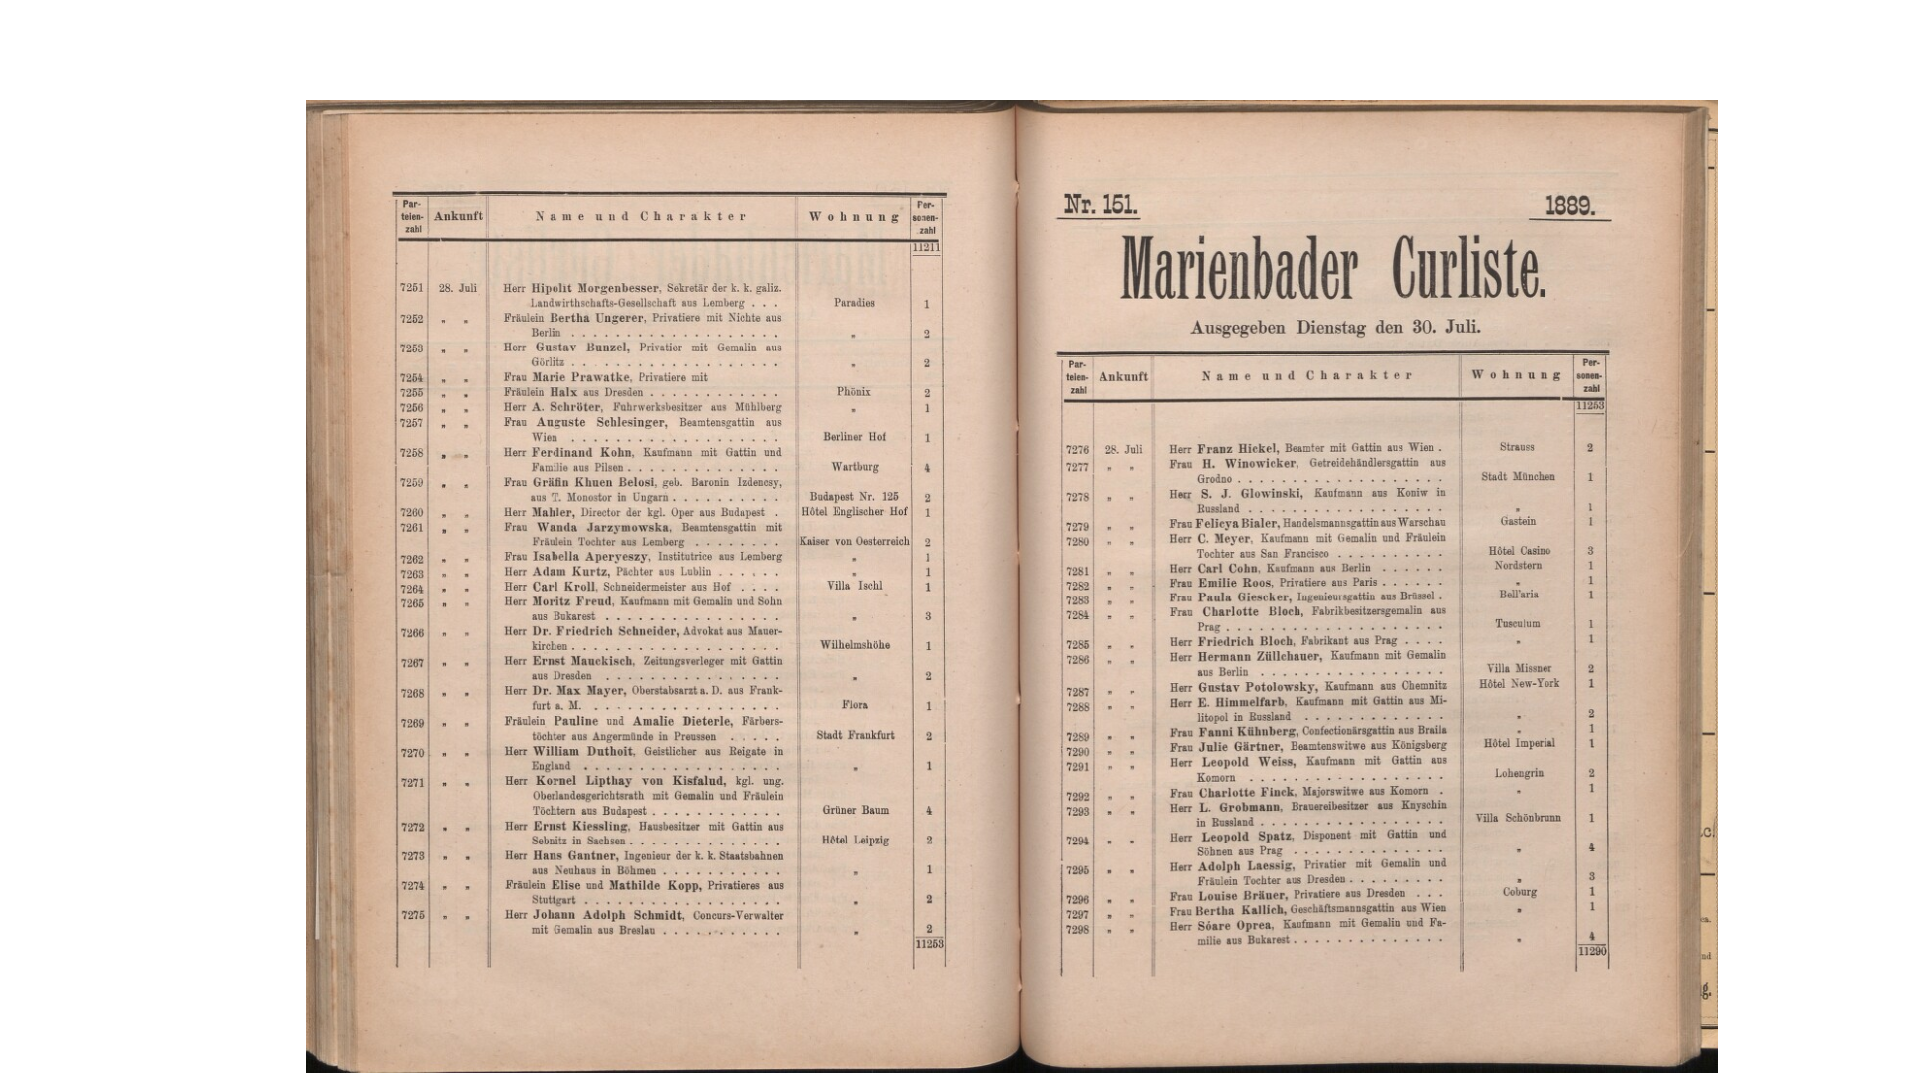 Par-
teien-
zahl
Ankunft
Name und Charakter
Wohnung
Per-
sonen-
zahl
11211
7251 28. Juli Herr Hipolit Morgenbesser, Sekretär der k. k. galiz.
Landwirthschafts-Gesellschaft aus Lemberg . . . Paradies 1
7252 „ „ Fräulein Bertha Ungerer, Privatiere mit Nichte aus
Berlin . . . „ 2
7253 „ „ Herr Gustav Bunzel, Privatier mit Gemalin aus
Görlitz . . . „ 2
7254 „ „ Frau Marie Prawatke, Privatiere mit
7255 „ „ Fräulein Halx aus Dresden . . . Phönix 2
7256 „ „ Herr A. Schröter, Fuhrwerksbesitzer aus Mühlberg „ 1
7257 „ „ Frau Auguste Schlesinger, Beamtensgattin aus
Wien . . . Berliner Hof 1
7258 „ „ Herr Ferdinand Kohn, Kaufmann mit Gattin und
Familie aus Pilsen . . . Wartburg 4
7259 „ „ Frau Gräfin Khuen Belosi, geb. Baronin Izdencsy,
aus T. Monostor in Ungarn . . . Budapest Nr. 125 2
7260 „ „ Herr Mahler, Director der kgl. Oper aus Budapest . Hôtel Englischer Hof 1
7261 „ „ Frau Wanda Jarzymowska, Beamtensgattin mit
Fräulein Tochter aus Lemberg . . . Kaiser von Oesterreich 2
7262 „ „ Frau Isabella Aperyeszy, Institutrice aus Lemberg „ 1
7263 „ „ Herr Adam Kurtz, Pächter aus Lublin . . . „ 1
7264 „ „ Herr Carl Kroll, Schneidermeister aus Hof . . . Villa Ischl 1
7265 „ „ Herr Moritz Freud, Kaufmann mit Gemalin und Sohn
aus Bukarest . . . „ 3
7266 „ „ Herr Dr. Friedrich Schneider, Advokat aus Mauer-
kirchen . . . Wilhelmshöhe 1
7267 „ „ Herr Ernst Mauckisch, Zeitungsverleger mit Gattin
aus Dresden . . . „ 2
7268 „ „ Herr Dr. Max Mayer, Oberstabsarzt a. D. aus Frank-
furt a. M. . . . Flora 1
7269 „ „ Fräulein Pauline und Amalie Dieterle, Färbers-
töchter aus Angermünde in Preussen . . . Stadt Frankfurt 2
7270 „ „ Herr William Duthoit, Geistlicher aus Reigate in
England . . . „ 1
7271 „ „ Herr Kornel Lipthay von Kisfalud, kgl. ung.
Oberlandesgerichtsrath mit Gemalin und Fräulein
Töchtern aus Budapest . . . Grüner Baum 4
7272 „ „ Herr Ernst Kiessling, Hausbesitzer mit Gattin aus
Sebnitz in Sachsen . . . Hôtel Leipzig 2
7273 „ „ Herr Hans Gantner, Ingenieur der k. k. Staatsbahnen
aus Neuhaus in Böhmen . . . „ 1
7274 „ „ Fräulein Elise und Mathilde Kopp, Privatieres aus
Stuttgart . . . „ 2
7275 „ „ Herr Johann Adolph Schmidt, Concurs-Verwalter
mit Gemalin aus Breslau . . . „ 2
11253
Nr. 151. 1889.
Marienbader Curliste.
Ausgegeben Dienstag den 30. Juli.
Par-
teien-
zahl
Ankunft
Name und Charakter
Wohnung
Per-
sonen-
zahl
11253
7276 28. Juli Herr Franz Hickel, Beamter mit Gattin aus Wien . Strauss 2
7277 „ „ Frau H. Winowicker, Getreidehändlersgattin aus
Grodno . . . Stadt München 1
7278 „ „ Herr S. J. Glowinski, Kaufmann aus Koniw in
Russland . . . „ 1
7279 „ „ Frau Felicya Bialer, Handelsmannsgattin aus Warschau Gastein 1
7280 „ „ Herr C. Meyer, Kaufmann mit Gemalin und Fräulein
Tochter aus San Francisco . . . Hôtel Casino 3
7281 „ „ Herr Carl Cohn, Kaufmann aus Berlin . . . Nordstern 1
7282 „ „ Frau Emilie Roos, Privatiere aus Paris . . . „ 1
7283 „ „ Frau Paula Giescker, Ingenieursgattin aus Brüssel . Bell'aria 1
7284 „ „ Frau Charlotte Bloch, Fabrikbesitzersgemalin aus
Prag . . . Tusculum 1
7285 „ „ Herr Friedrich Bloch, Fabrikant aus Prag . . . „ 1
7286 „ „ Herr Hermann Züllchauer, Kaufmann mit Gemalin
aus Berlin . . . Villa Missner 2
7287 „ „ Herr Gustav Potolowsky, Kaufmann aus Chemnitz Hôtel New-York 1
7288 „ „ Herr E. Himmelfarb, Kaufmann mit Gattin aus Mi-
litopol in Russland . . . „ 2
7289 „ „ Frau Fanni Kühnberg, Confectionärsgattin aus Braila „ 1
7290 „ „ Frau Julie Gärtner, Beamtenswitwe aus Königsberg Hôtel Imperial 1
7291 „ „ Herr Leopold Weiss, Kaufmann mit Gattin aus
Komorn . . . Lohengrin 2
7292 „ „ Frau Charlotte Finck, Majorswitwe aus Komorn . „ 1
7293 „ „ Herr L. Grobmann, Brauereibesitzer aus Knyschin
in Russland . . . Villa Schönbrunn 1
7294 „ „ Herr Leopold Spatz, Disponent mit Gattin und
Söhnen aus Prag . . . „ 4
7295 „ „ Herr Adolph Laessig, Privatier mit Gemalin und
Fräulein Tochter aus Dresden . . . „ 3
7296 „ „ Frau Louise Bräuer, Privatiere aus Dresden . . . Coburg 1
7297 „ „ Frau Bertha Kallich, Geschäftsmannsgattin aus Wien „ 1
7298 „ „ Herr Sóare Oprea, Kaufmann mit Gemalin und Fa-
milie aus Bukarest . . . „ 4
11290